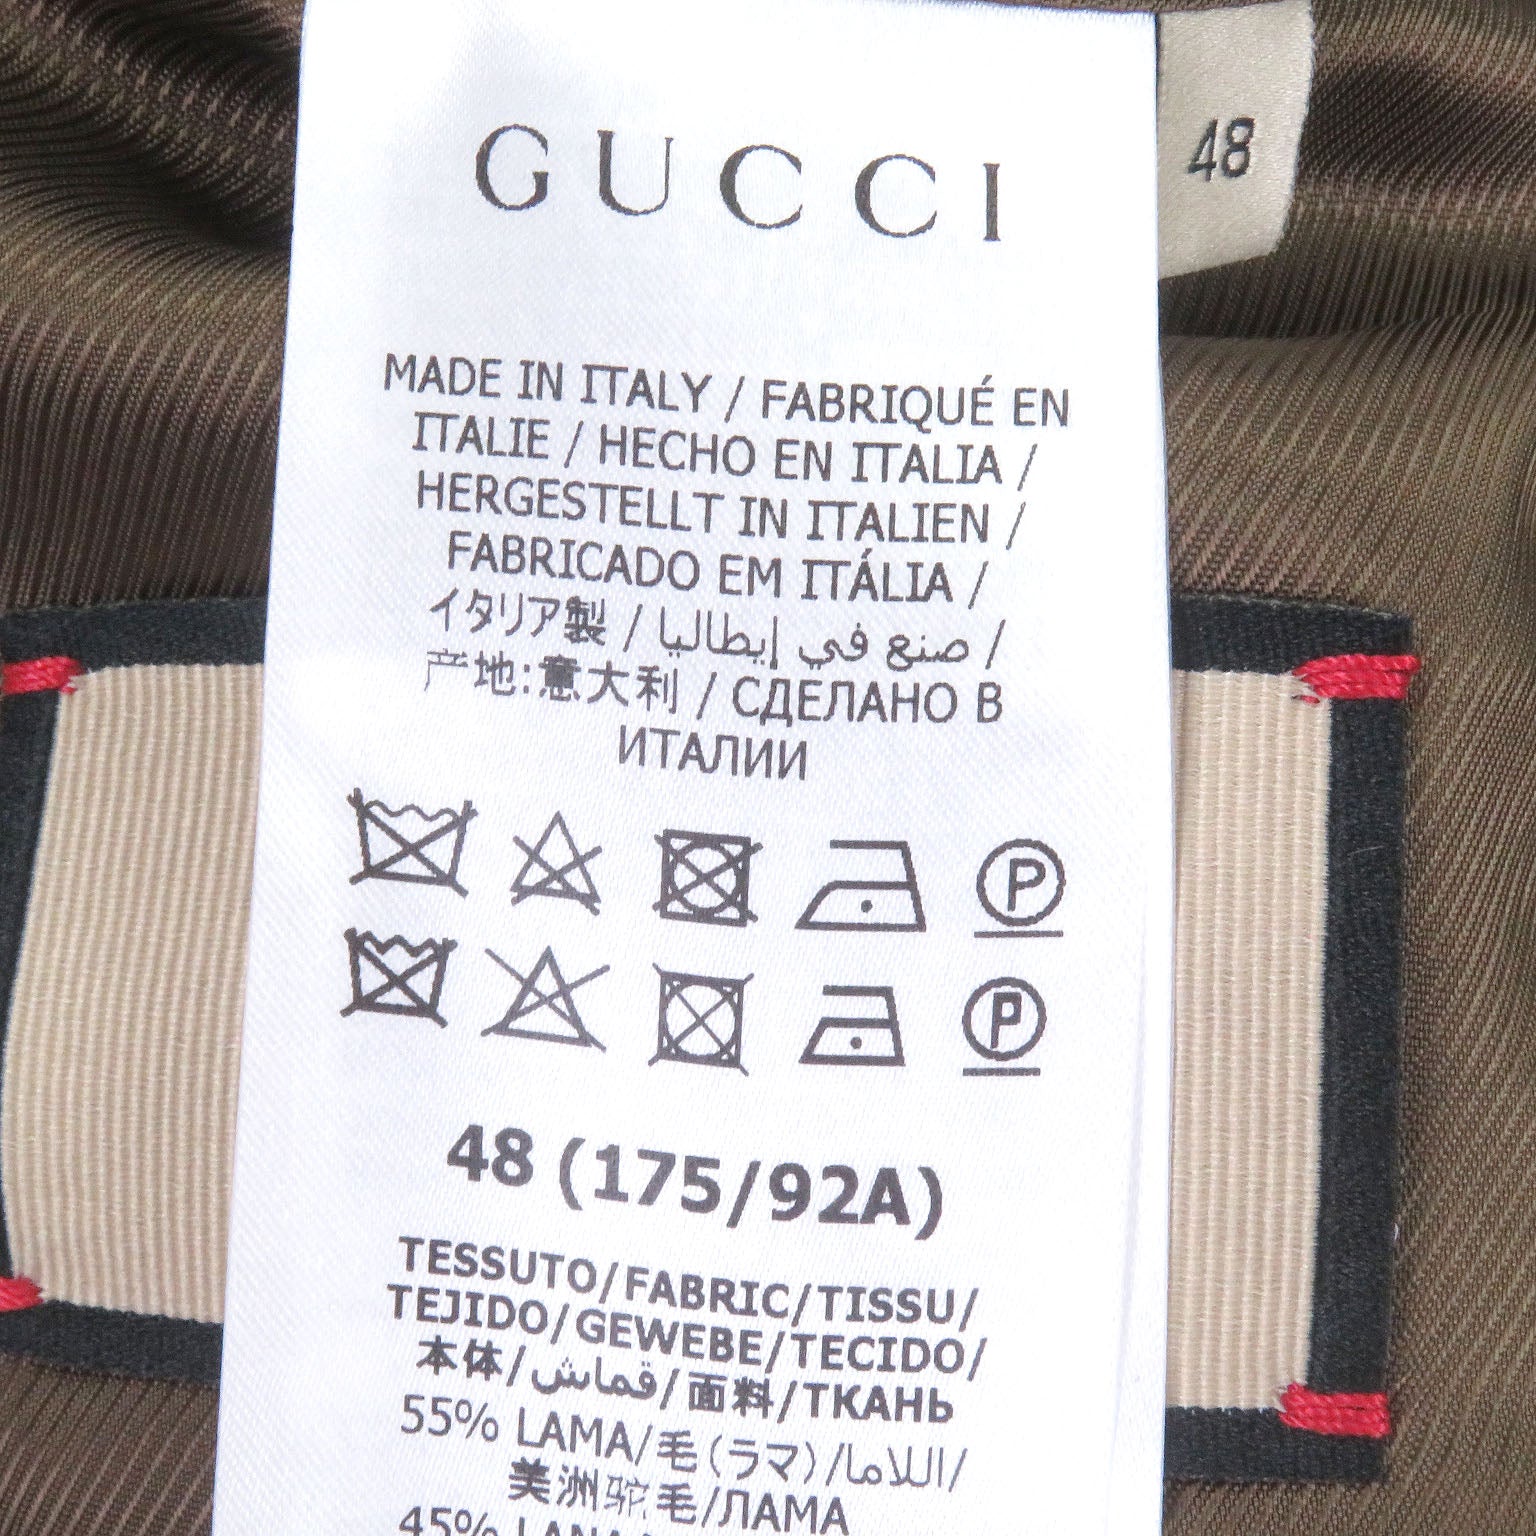 GUCCI
48
MADE IN ITALY / FABRIQUÉ EN
ITALIE / HECHO EN ITALIA /
HERGESTELLT IN ITALIEN /
FABRICADO EM ITÁLIA /
イタリア製 / صنع في إيطاليا /
产地:意大利 / СДЕЛАНО В
ИТАЛИИ
P
P
48 (175/92A)
TESSUTO/FABRIC/TISSU/
TEJIDO/GEWEBE/TECIDO/
本体/قماش/面料/ТКАНЬ
55% LAMA/毛(ラマ)/اللاما/
美洲驼毛/ЛАМА
45% LANA/